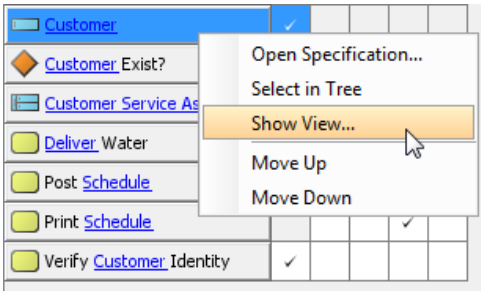 Customer
Customer Exist?
Customer Service As
Deliver Water
Post Schedule
Print Schedule
Verify Customer Identity
Open Specification...
Select in Tree
Show View...
Move Up
Move Down